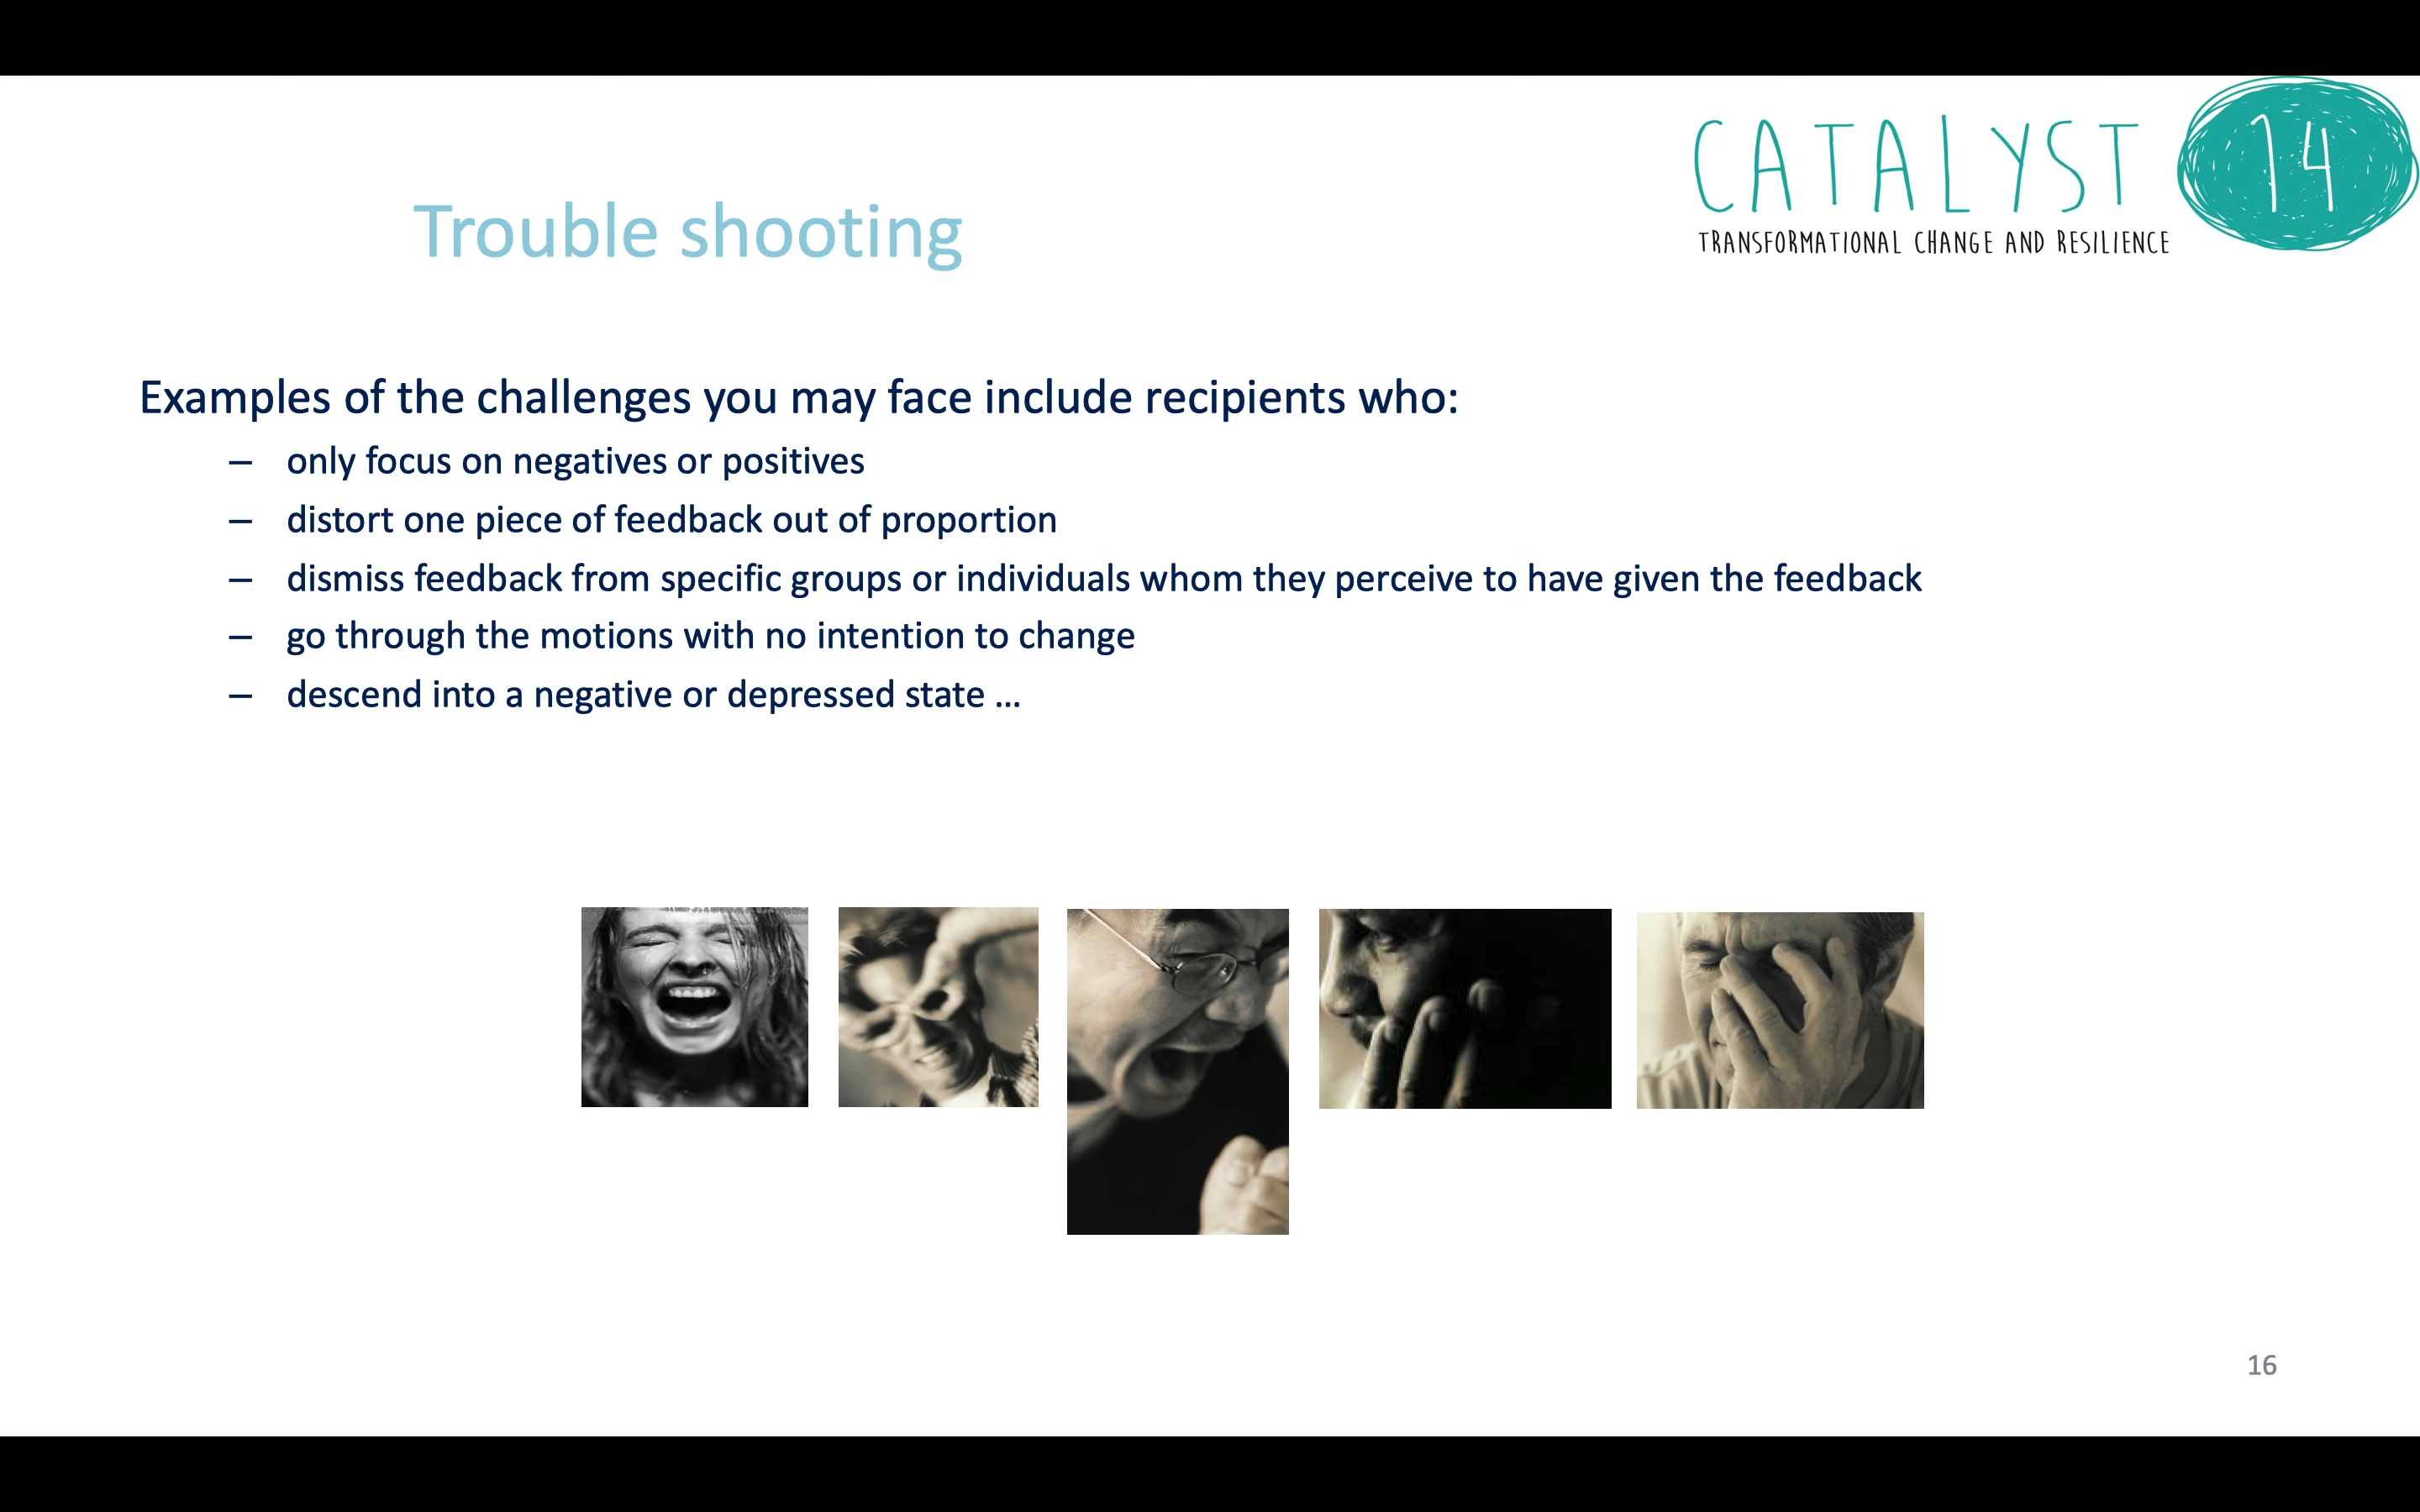 CATALYST 14
TRANSFORMATIONAL CHANGE AND RESILIENCE
Trouble shooting
Examples of the challenges you may face include recipients who:
– only focus on negatives or positives
– distort one piece of feedback out of proportion
– dismiss feedback from specific groups or individuals whom they perceive to have given the feedback
– go through the motions with no intention to change
– descend into a negative or depressed state ...
16